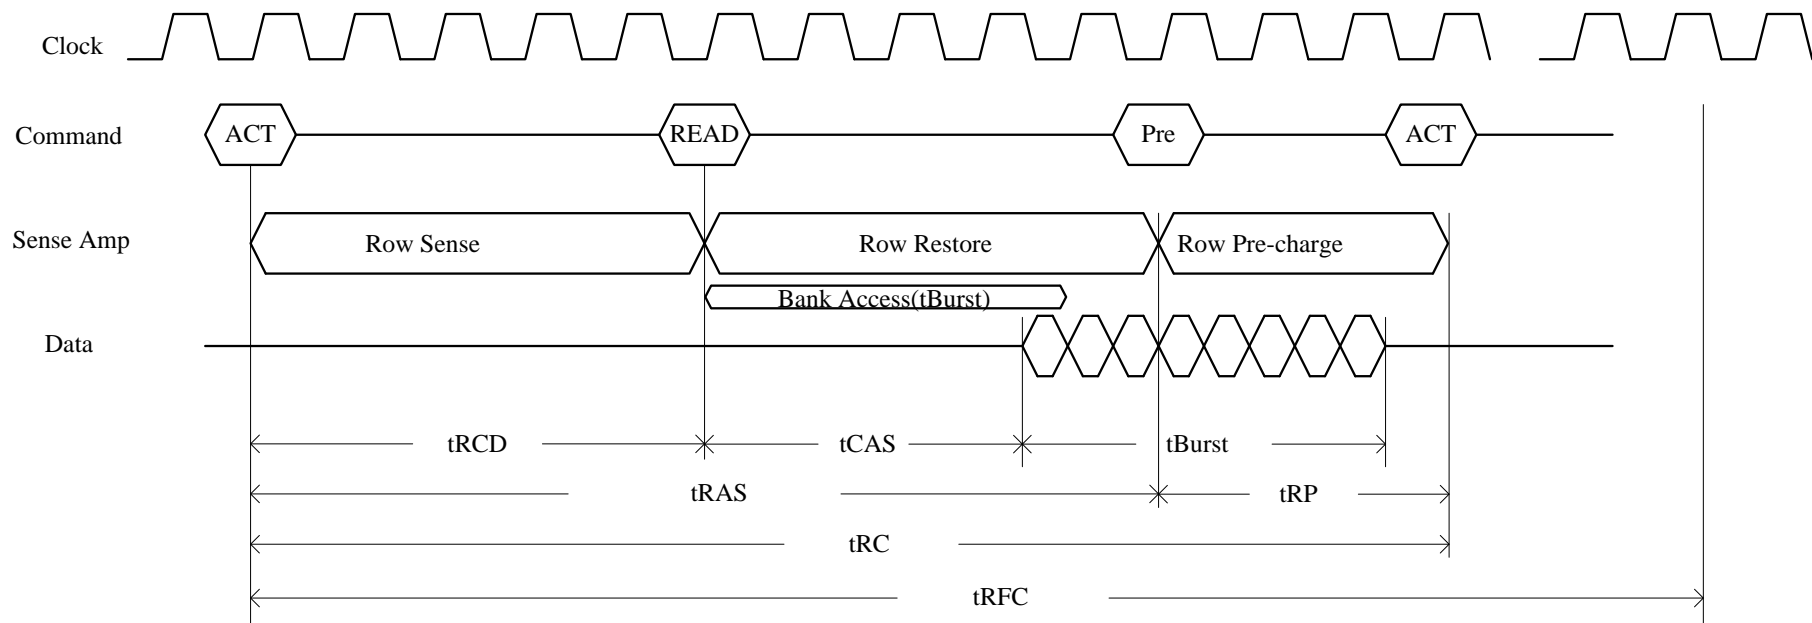 Clock
Command ACT READ Pre ACT
Sense Amp Row Sense Row Restore Row Pre-charge
Bank Access(tBurst)
Data
tRCD tCAS tBurst
tRAS tRP
tRC
tRFC